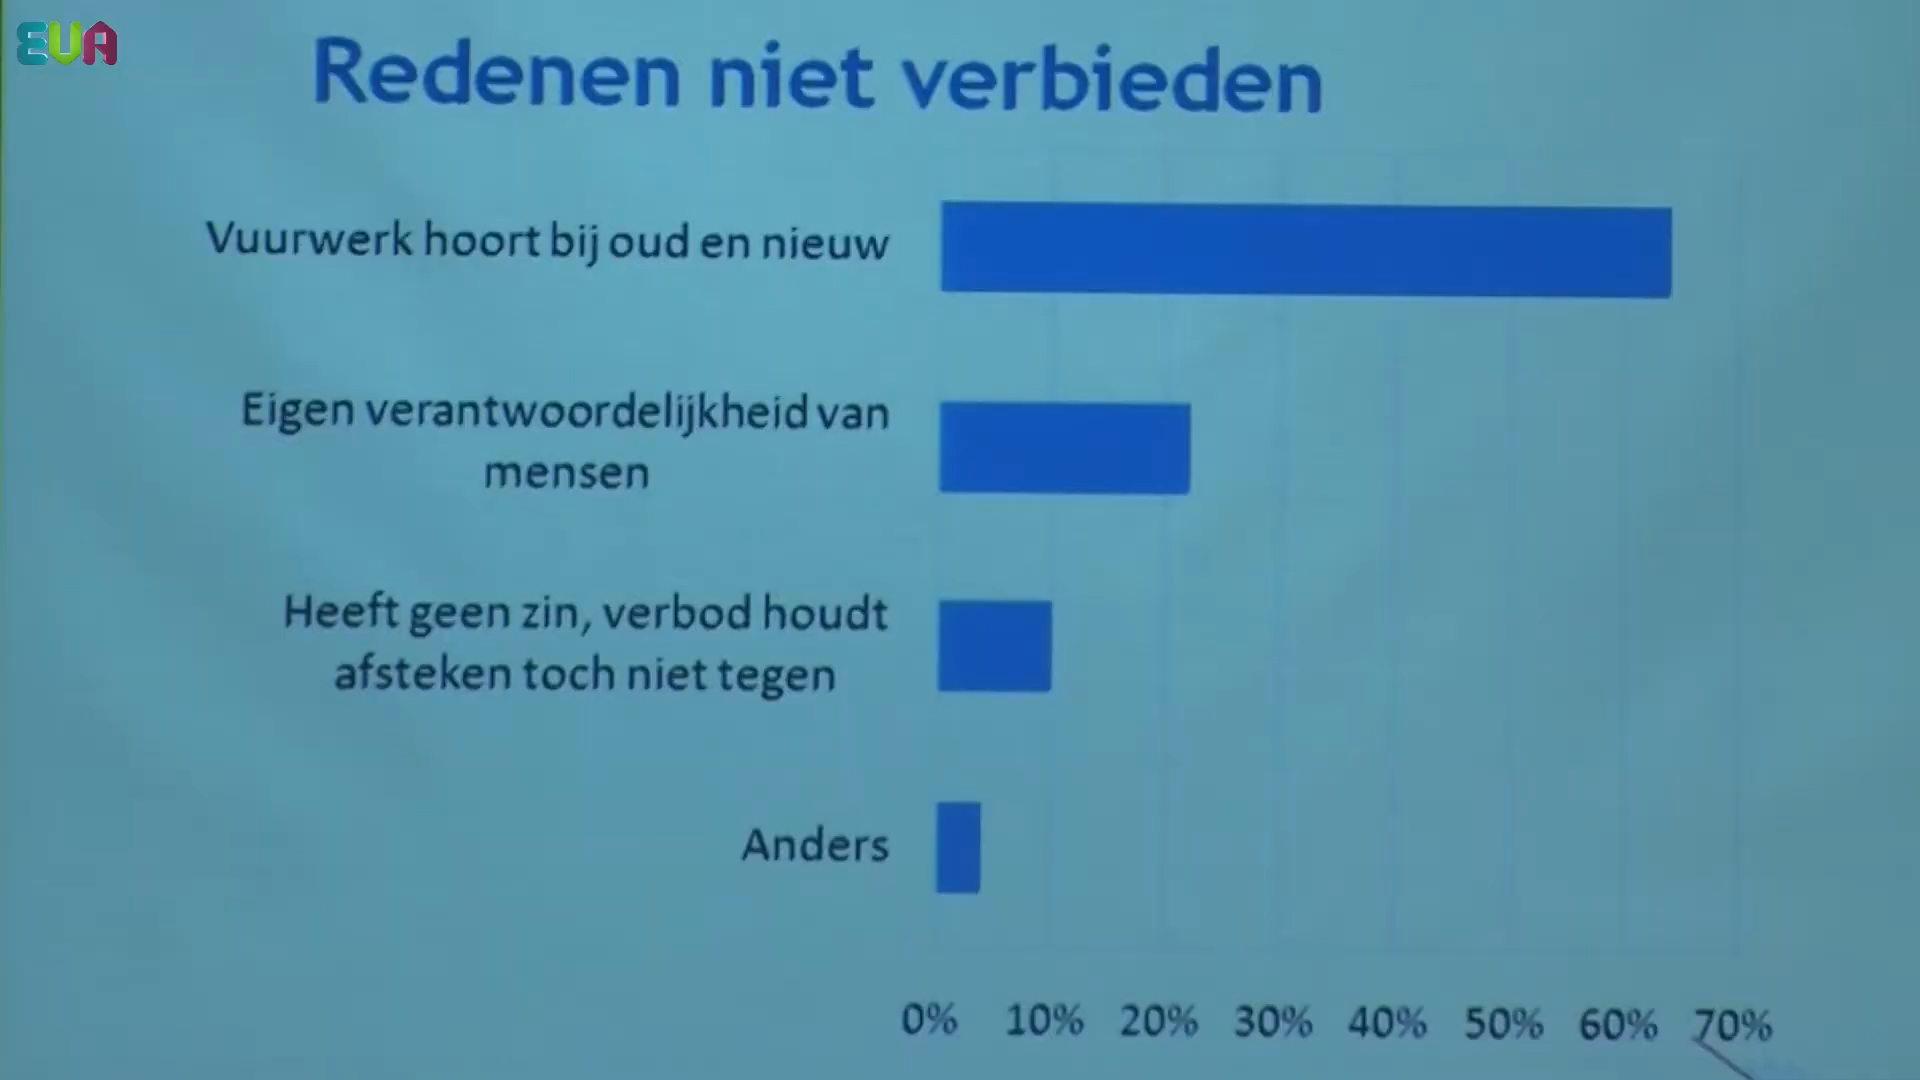 EUA
Redenen niet verbieden
Vuurwerk hoort bij oud en nieuw
Eigen verantwoordelijkheid van
mensen
Heeft geen zin, verbod houdt
afsteken toch niet tegen
Anders
0% 10% 20% 30% 40% 50% 60% 70%